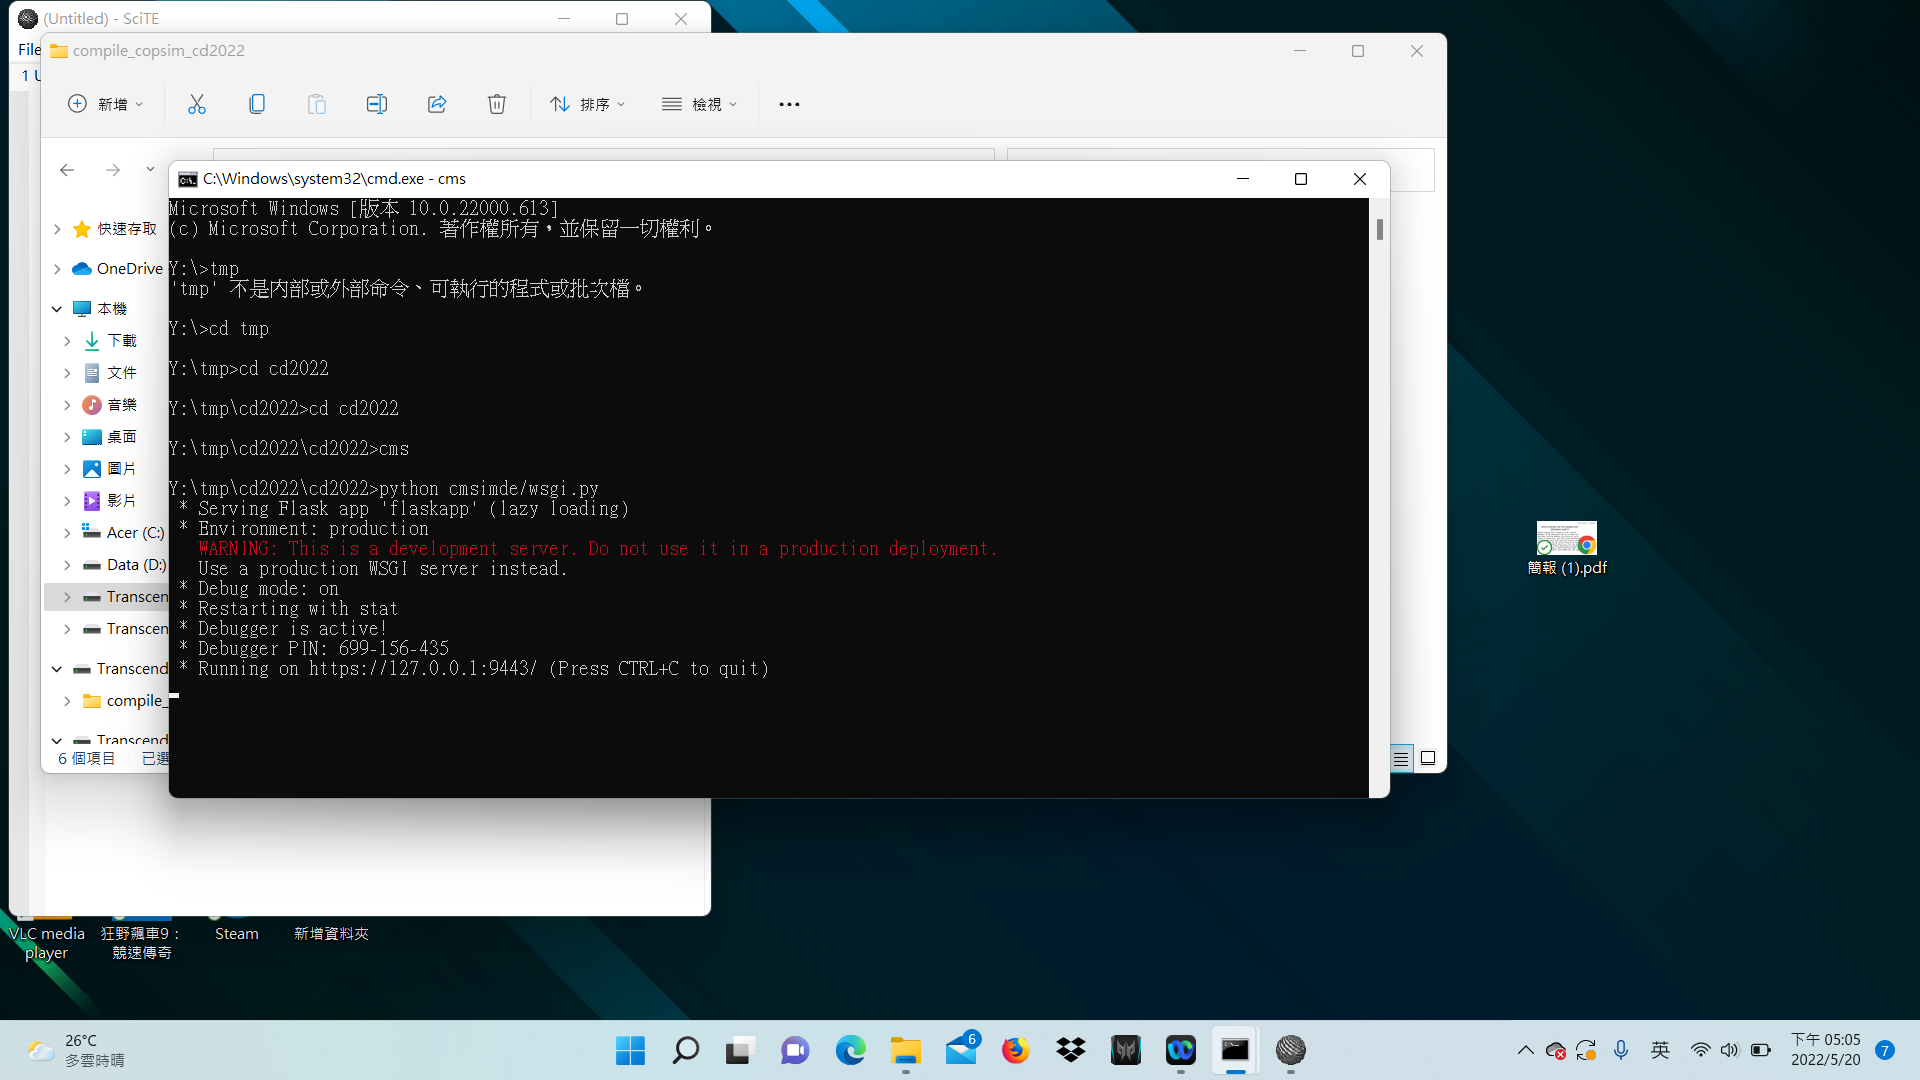 (Untitled) - SciTE
File
1 U
compile_copsim_cd2022
新增
排序
檢視
快速存取
OneDrive
本機
下載
文件
音樂
桌面
圖片
影片
Acer (C:)
Data (D:)
Transcen
Transcen
Transcend
compile_
Transcend
6 個項目
已選
C:\Windows\system32\cmd.exe - cms
Microsoft Windows [版本 10.0.22000.613]
(c) Microsoft Corporation. 著作權所有，並保留一切權利。
Y:\>tmp
'tmp' 不是內部或外部命令、可執行的程式或批次檔。
Y:\>cd tmp
Y:\tmp>cd cd2022
Y:\tmp\cd2022>cd cd2022
Y:\tmp\cd2022\cd2022>cms
Y:\tmp\cd2022\cd2022>python cmsimde/wsgi.py
* Serving Flask app 'flaskapp' (lazy loading)
* Environment: production
WARNING: This is a development server. Do not use it in a production deployment.
Use a production WSGI server instead.
* Debug mode: on
* Restarting with stat
* Debugger is active!
* Debugger PIN: 699-156-435
* Running on https://127.0.0.1:9443/ (Press CTRL+C to quit)
簡報 (1).pdf
VLC media player
狂野飆車9：競速傳奇
Steam
新增資料夾
26°C
多雲時晴
6
英
下午 05:05
2022/5/20
7